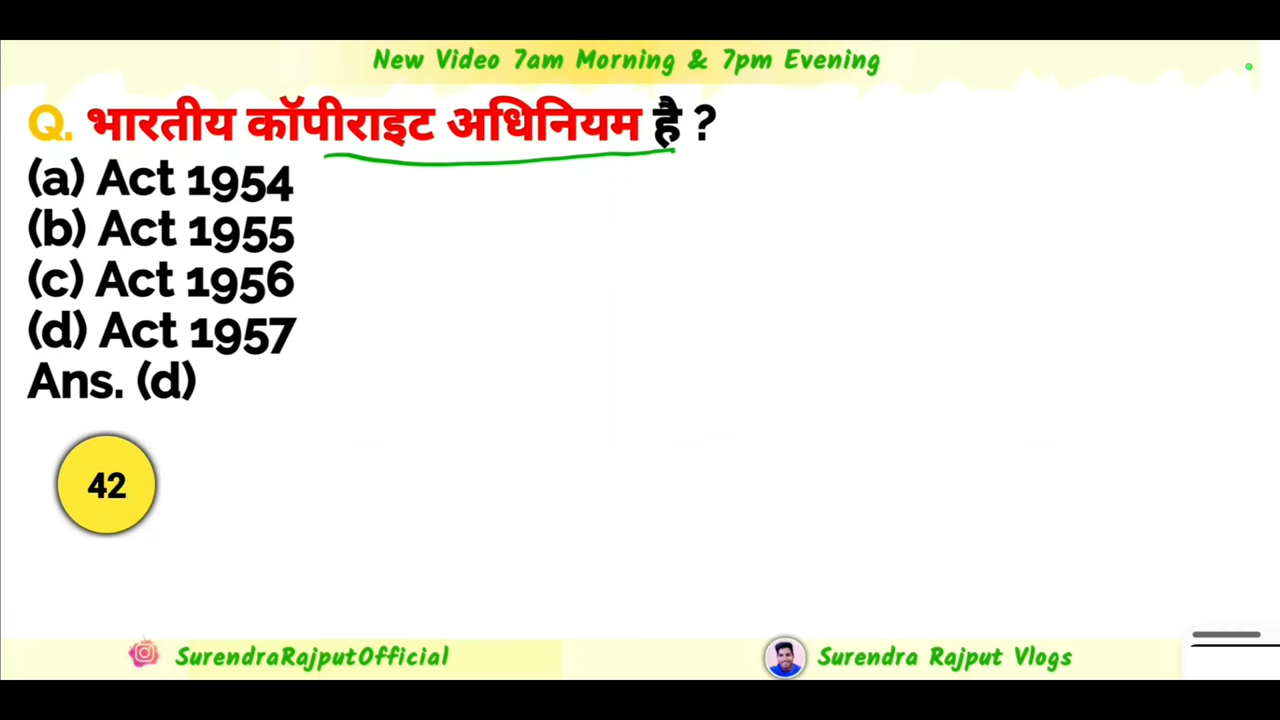 New Video 7am Morning & 7pm Evening
Q. भारतीय कॉपीराइट अधिनियम है ?
(a) Act 1954
(b) Act 1955
(c) Act 1956
(d) Act 1957
Ans. (d)
42
SurendraRajputOfficial
Surendra Rajput Vlogs